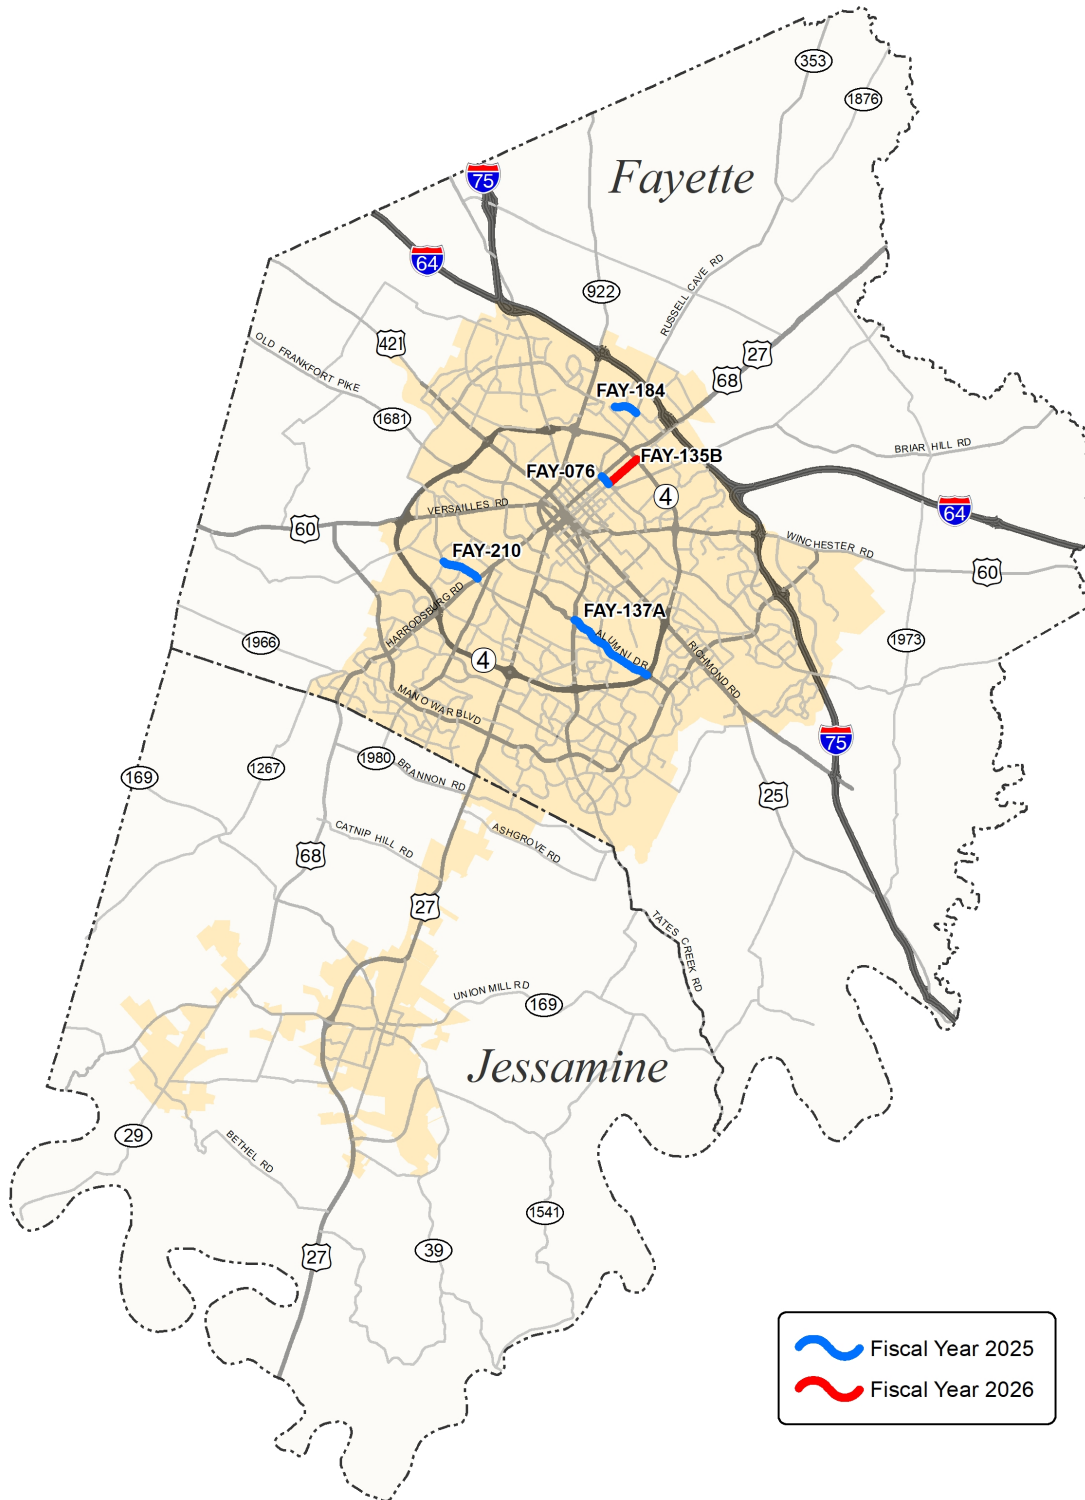 353
1876
75
Fayette
64
922
RUSSELL CAVE RD
421
27
OLD FRANKFORT PIKE
68
FAY-184
1681
BRIAR HILL RD
FAY-135B
FAY-076
4
VERSAILLES RD
64
60
WINCHESTER RD
FAY-210
60
HARRODSBURG RD
FAY-137A
1966
ALUMNI DR
1973
4
RICHMOND RD
MAN O WAR BLVD
75
1980
1267
169
BRANNON RD
25
CATNIP HILL RD
ASHGROVE RD
68
27
TATES CREEK RD
UNION MILL RD
169
Jessamine
29
BETHEL RD
1541
39
27
Fiscal Year 2025
Fiscal Year 2026